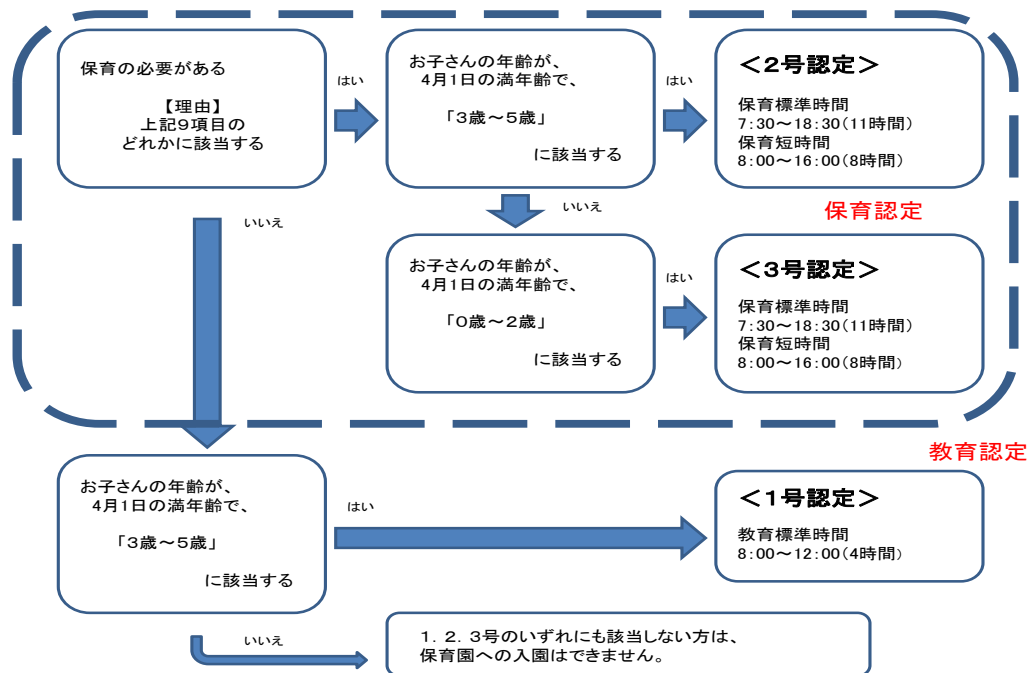 保育の必要がある
【理由】
上記9項目の
どれかに該当する
はい
お子さんの年齢が、
4月1日の満年齢で、
「3歳～5歳」
に該当する
はい
＜2号認定＞
保育標準時間
7:30～18:30(11時間)
保育短時間
8:00～16:00(8時間)
いいえ
いいえ
保育認定
お子さんの年齢が、
4月1日の満年齢で、
「0歳～2歳」
に該当する
はい
＜3号認定＞
保育標準時間
7:30～18:30(11時間)
保育短時間
8:00～16:00(8時間)
教育認定
お子さんの年齢が、
4月1日の満年齢で、
「3歳～5歳」
に該当する
はい
＜1号認定＞
教育標準時間
8:00～12:00(4時間)
いいえ
1．2．3号のいずれにも該当しない方は、
保育園への入園はできません。